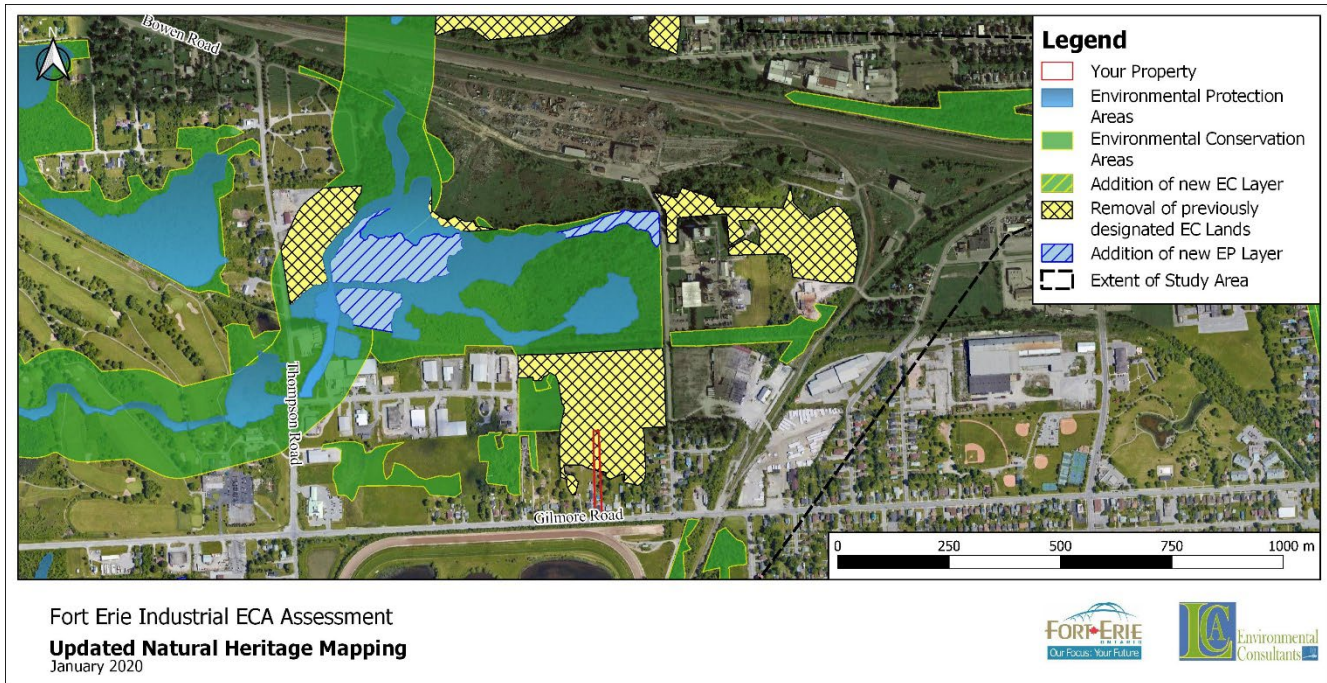 Bowen Road
N
Legend
Your Property
Environmental Protection
Areas
Environmental Conservation
Areas
Addition of new EC Layer
Removal of previously
designated EC Lands
Addition of new EP Layer
Extent of Study Area
Thompson Road
Gilmore Road
0 250 500 750 1000 m
Fort Erie Industrial ECA Assessment
Updated Natural Heritage Mapping
January 2020
FORT ERIE
ONTARIO
Our Focus: Your Future
LCA
Environmental
Consultants